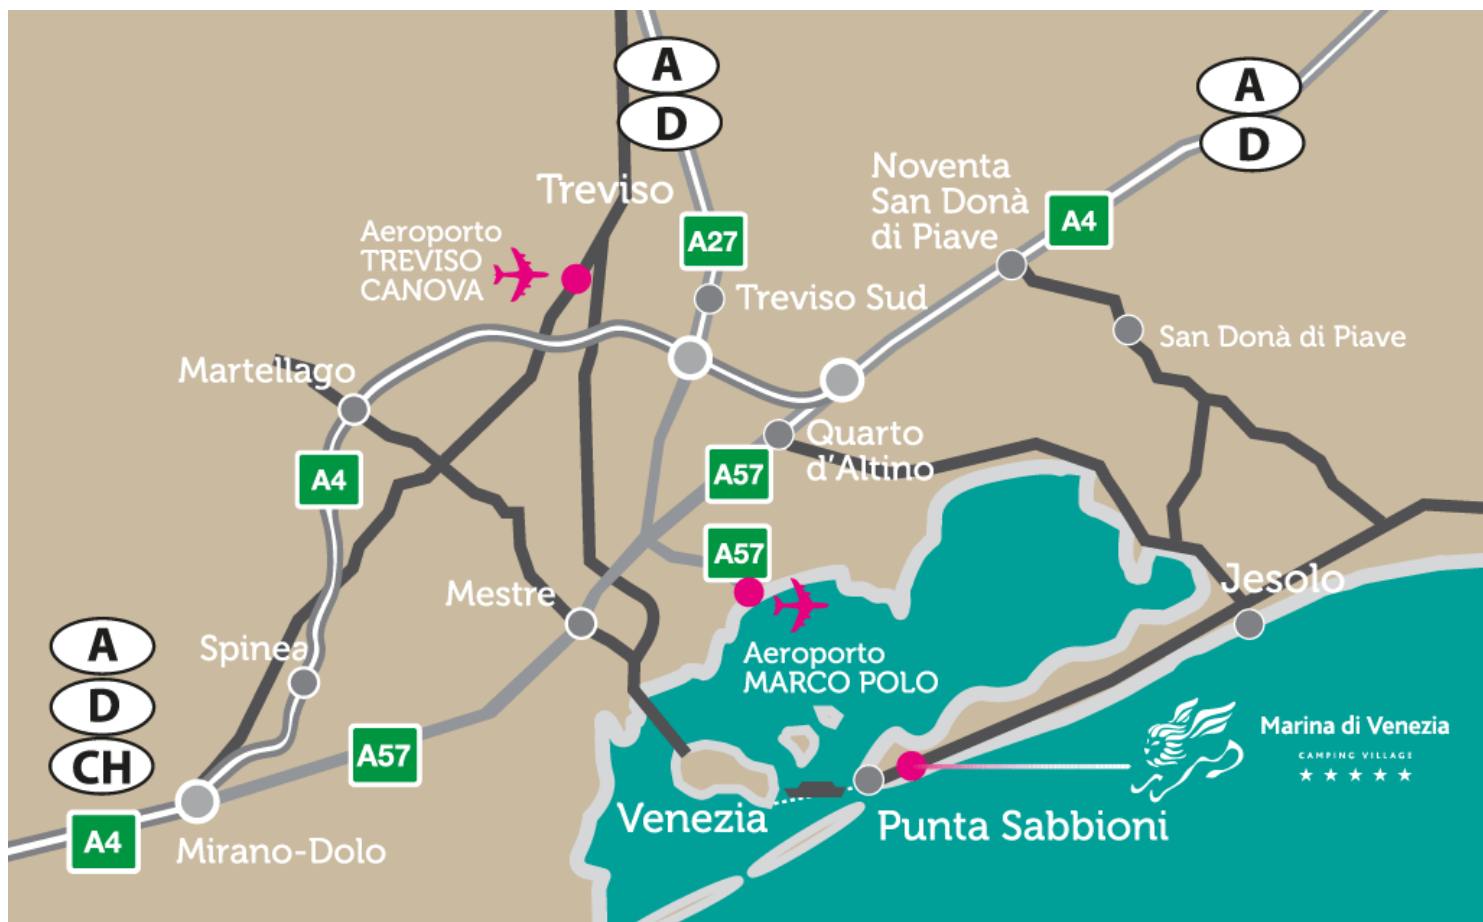 A
D
A
D
Noventa
San Donà
di Piave
A4
Treviso
Aeroporto
TREVISO
CANOVA
A27
Treviso Sud
San Donà di Piave
Martellago
A4
Quarto
d'Altino
A57
A57
Jesolo
Mestre
Aeroporto
MARCO POLO
Spinea
A
D
CH
A57
Marina di Venezia
CAMPING VILLAGE
Venezia
Punta Sabbioni
A4
Mirano-Dolo